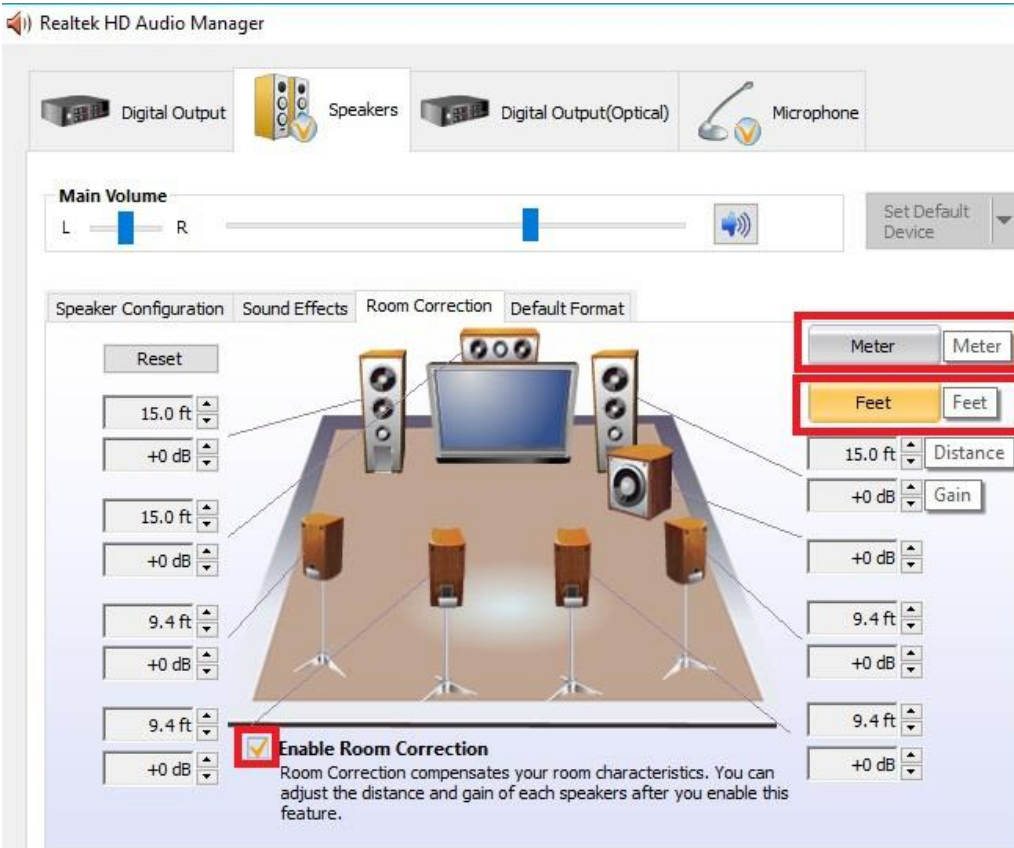 Realtek HD Audio Manager
Digital Output
Speakers
Digital Output(Optical)
Microphone
Main Volume
L
R
Set Default
Device
Speaker Configuration
Sound Effects
Room Correction
Default Format
Reset
Meter
Meter
Feet
Feet
15.0 ft
+0 dB
15.0 ft
Distance
+0 dB
Gain
15.0 ft
+0 dB
+0 dB
9.4 ft
+0 dB
9.4 ft
+0 dB
9.4 ft
+0 dB
9.4 ft
+0 dB
Enable Room Correction
Room Correction compensates your room characteristics. You can
adjust the distance and gain of each speakers after you enable this
feature.